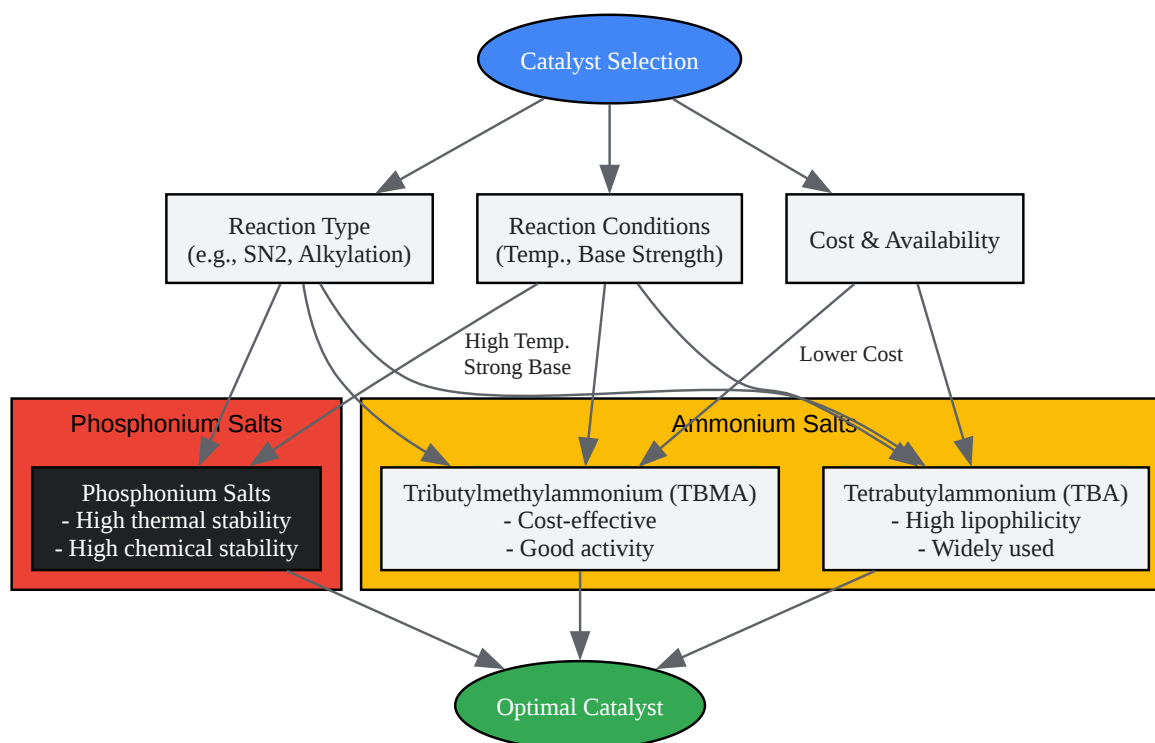 Catalyst Selection
Reaction Type
(e.g., SN2, Alkylation)
Reaction Conditions
(Temp., Base Strength)
Cost & Availability
High Temp.
Strong Base
Lower Cost
Phosphonium Salts
Ammonium Salts
Phosphonium Salts
- High thermal stability
- High chemical stability
Tributylmethylammonium (TBMA)
- Cost-effective
- Good activity
Tetrabutylammonium (TBA)
- High lipophilicity
- Widely used
Optimal Catalyst